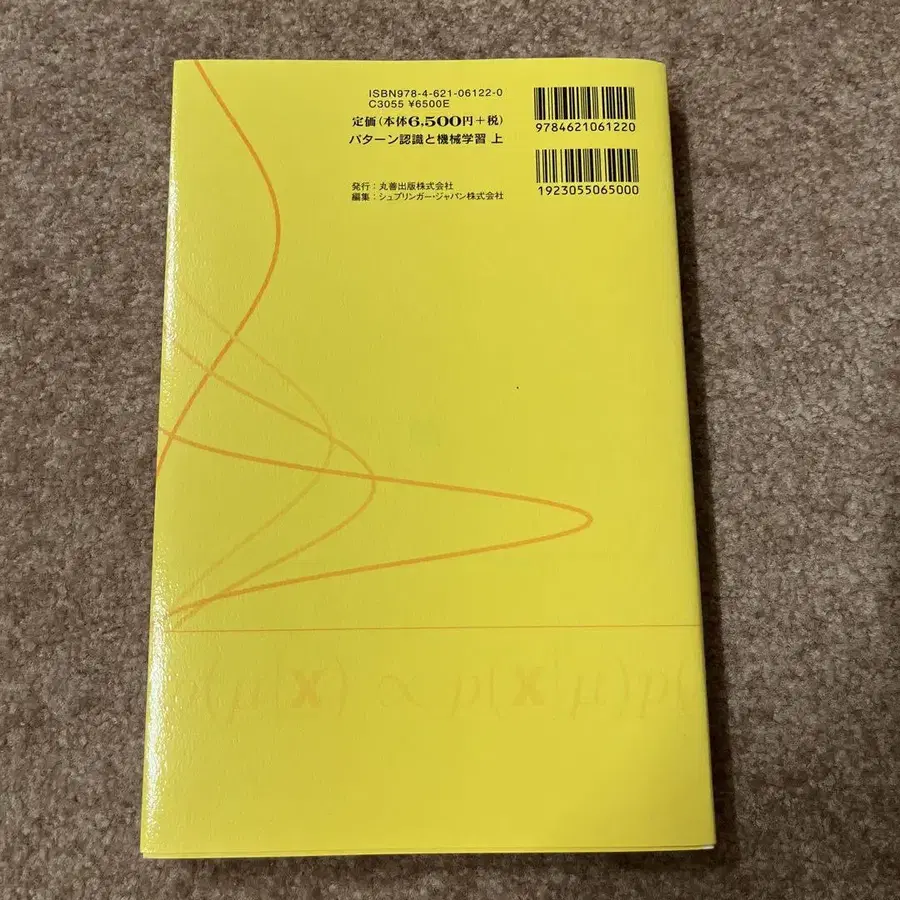 ISBN978-4-621-06122-0
C3055 ¥6500E
定価(本体6,500円+税)
パターン認識と機械学習 上
発行:丸善出版株式会社
編集:シュプリンガー・ジャパン株式会社
9784621061220
1923055065000
(μ|X) ∝ p(X|μ)p(